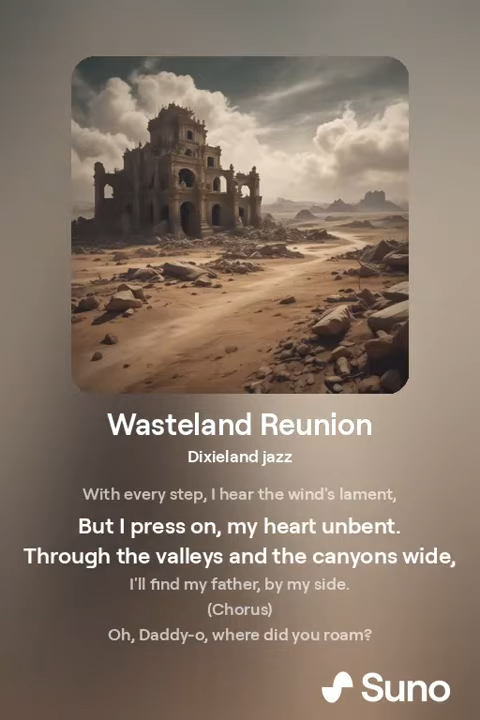 Wasteland Reunion
Dixieland jazz
With every step, I hear the wind's lament,
But I press on, my heart unbent.
Through the valleys and the canyons wide,
I'll find my father, by my side.
(Chorus)
Oh, Daddy-o, where did you roam?
Suno